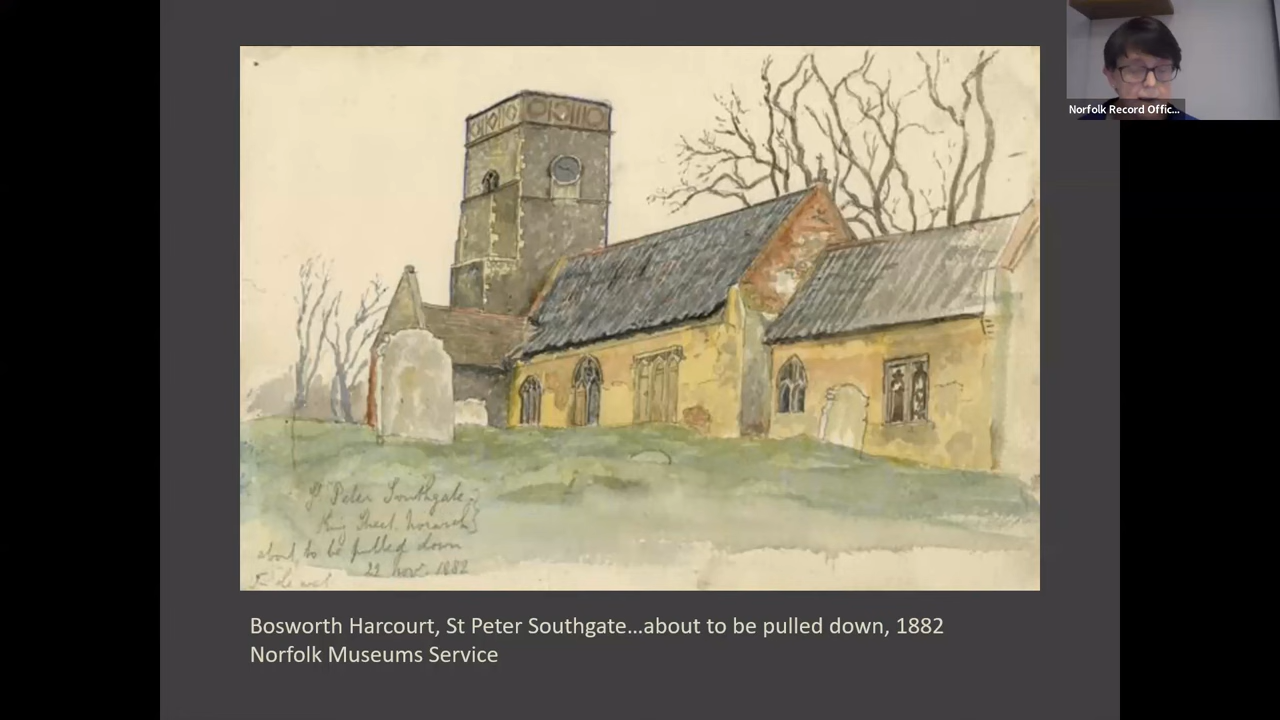 Norfolk Record Offic...
St. Peter Southgate.
King Street. Norwich
about to be pulled down
22 Nov. 1882
Bosworth Harcourt, St Peter Southgate...about to be pulled down, 1882
Norfolk Museums Service